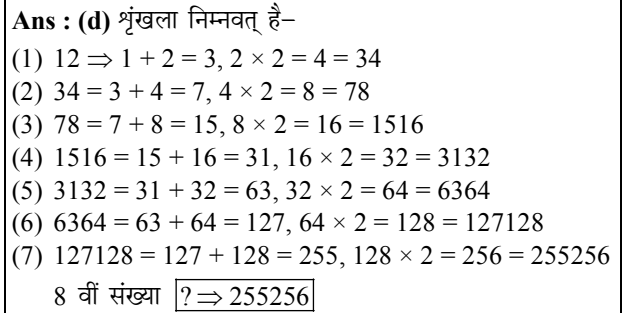 Ans : (d) शृंखला निम्नवत् है–
(1) 12 ⇒ 1 + 2 = 3, 2 × 2 = 4 = 34
(2) 34 = 3 + 4 = 7, 4 × 2 = 8 = 78
(3) 78 = 7 + 8 = 15, 8 × 2 = 16 = 1516
(4) 1516 = 15 + 16 = 31, 16 × 2 = 32 = 3132
(5) 3132 = 31 + 32 = 63, 32 × 2 = 64 = 6364
(6) 6364 = 63 + 64 = 127, 64 × 2 = 128 = 127128
(7) 127128 = 127 + 128 = 255, 128 × 2 = 256 = 255256
8 वीं संख्या ? ⇒ 255256